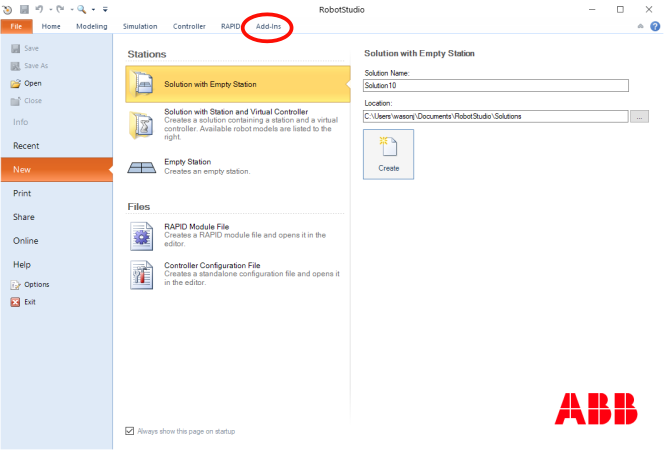 RobotStudio
File Home Modeling Simulation Controller RAPID Add-Ins
Save
Save As
Open
Close
Info
Recent
New
Print
Share
Online
Help
Options
Exit
Stations
Solution with Empty Station
Solution with Station and Virtual Controller
Creates a solution containing a station and a virtual
controller. Available robot models are listed to the
right.
Empty Station
Creates an empty station.
Files
RAPID Module File
Creates a RAPID module file and opens it in the
editor.
Controller Configuration File
Creates a standalone configuration file and opens it
in the editor.
Always show this page on startup
Solution with Empty Station
Solution Name:
Solution10
Location:
C:\Users\wasonj\Documents\RobotStudio\Solutions
...
Create
ABB